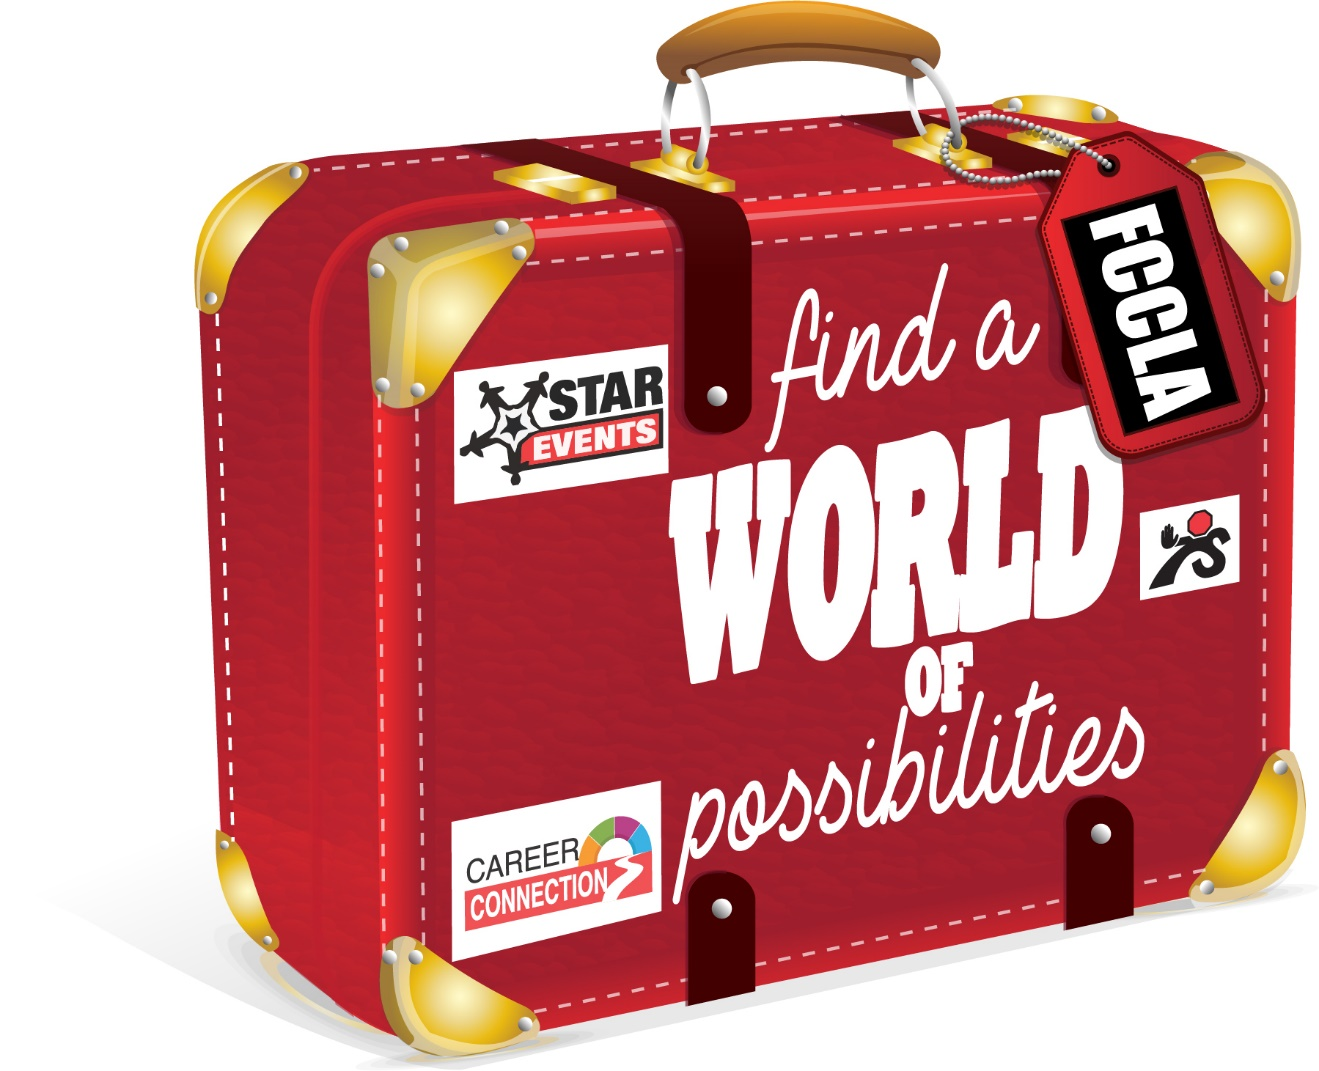 FCCLA
find a
WORLD
OF
possibilities
STAR
EVENTS
CAREER
CONNECTION